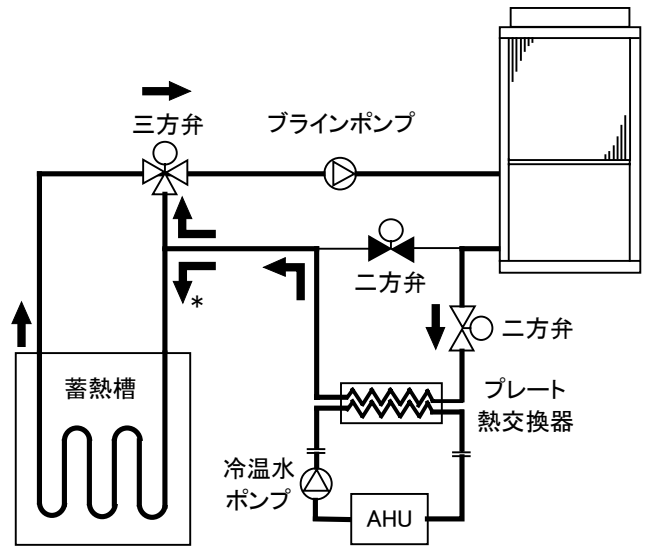 三方弁
ブラインポンプ
二方弁
*
二方弁
蓄熱槽
プレート
熱交換器
冷温水
ポンプ
AHU